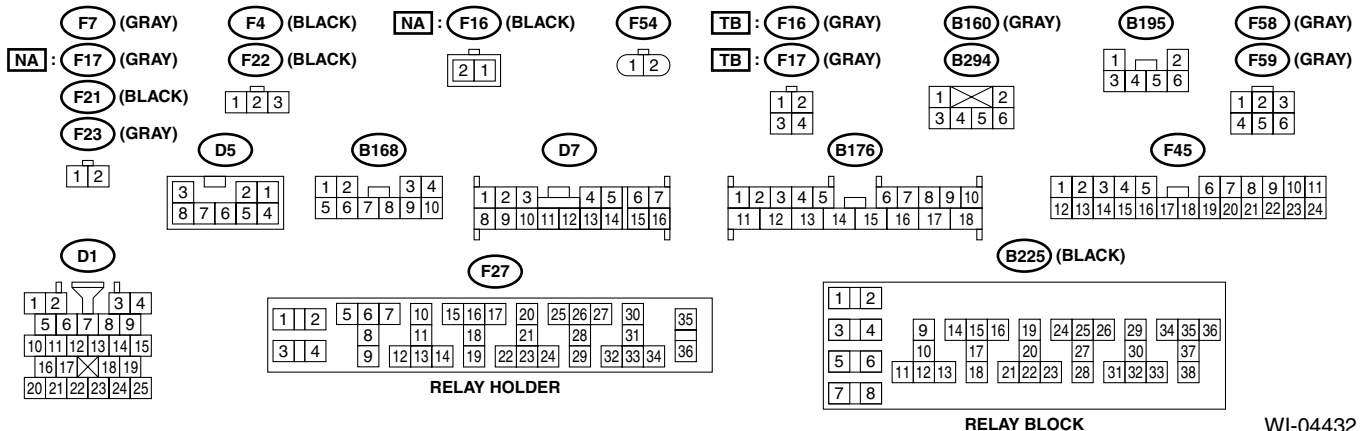 F7 (GRAY) F4 (BLACK) NA : F16 (BLACK) F54 TB : F16 (GRAY) B160 (GRAY) B195 F58 (GRAY)
NA : F17 (GRAY) F22 (BLACK) TB : F17 (GRAY) B294 F59 (GRAY)
2 1
1 2
1 2
3 4 5 6
F21 (BLACK)
1 2 3
1 2
3 4
1 2
3 4 5 6
1 2 3
4 5 6
F23 (GRAY)
1 2
D5 B168 D7 B176 F45
3 2 1
8 7 6 5 4
1 2 3 4
5 6 7 8 9 10
1 2 3 4 5 6 7
8 9 10 11 12 13 14 15 16
1 2 3 4 5 6 7 8 9 10
11 12 13 14 15 16 17 18
1 2 3 4 5 6 7 8 9 10 11
12 13 14 15 16 17 18 19 20 21 22 23 24
D1
1 2 3 4
5 6 7 8 9
10 11 12 13 14 15
16 17 18 19
20 21 22 23 24 25
F27
1 2 5 6 7 10 15 16 17 20 25 26 27 30 35
8 11 18 21 28 31
3 4 9 12 13 14 19 22 23 24 29 32 33 34 36
RELAY HOLDER
B225 (BLACK)
1 2
3 4 9 14 15 16 19 24 25 26 29 34 35 36
10 17 20 27 30 37
5 6 11 12 13 18 21 22 23 28 31 32 33 38
7 8
RELAY BLOCK
WI-04432